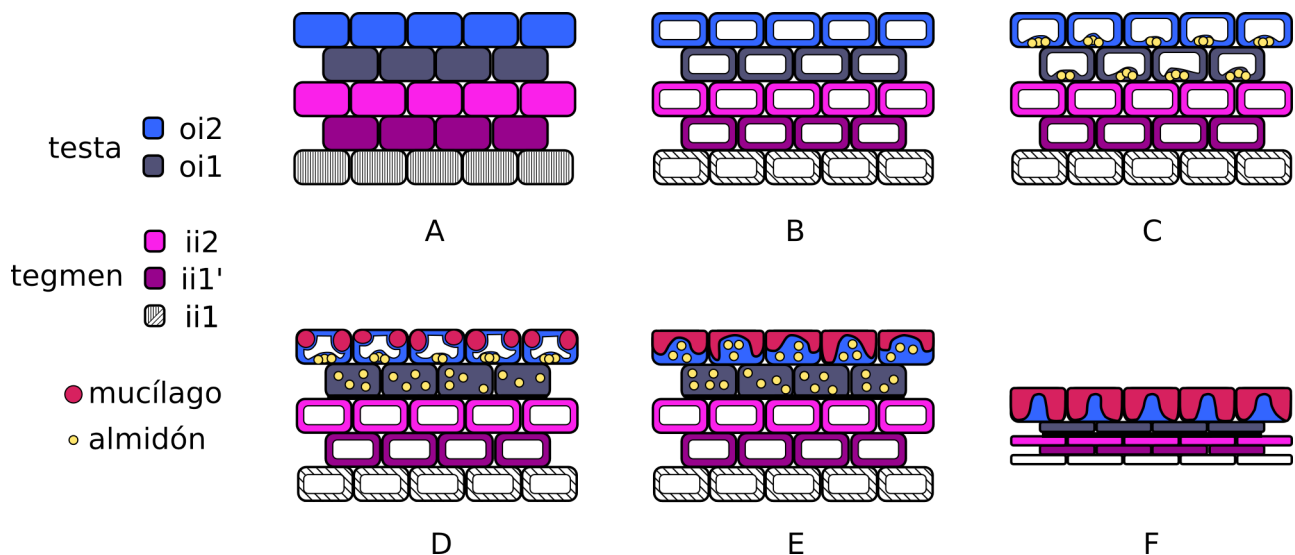 testa
oi2
oi1
tegmen
ii2
ii1'
ii1
mucílago
almidón
A
B
C
D
E
F